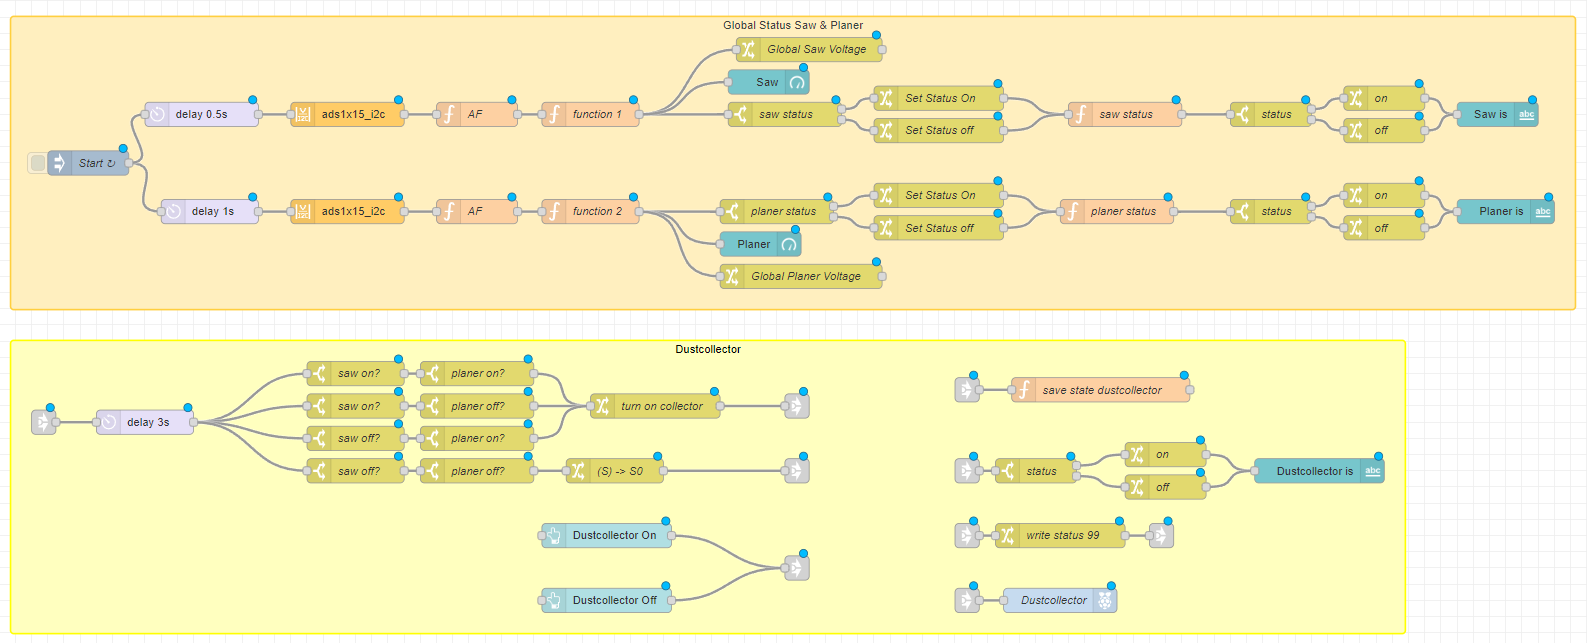 Global Status Saw & Planer
Global Saw Voltage
Saw
delay 0.5s
ads1x15_i2c
AF
function 1
saw status
Set Status On
Set Status off
saw status
status
on
off
Saw is
abc
Start ↻
delay 1s
ads1x15_i2c
AF
function 2
planer status
Set Status On
Set Status off
planer status
status
on
off
Planer is
abc
Planer
Global Planer Voltage
Dustcollector
delay 3s
saw on?
planer on?
saw on?
planer off?
saw off?
planer on?
saw off?
planer off?
turn on collector
(S) -> S0
Dustcollector On
Dustcollector Off
save state dustcollector
status
on
off
Dustcollector is
abc
write status 99
Dustcollector